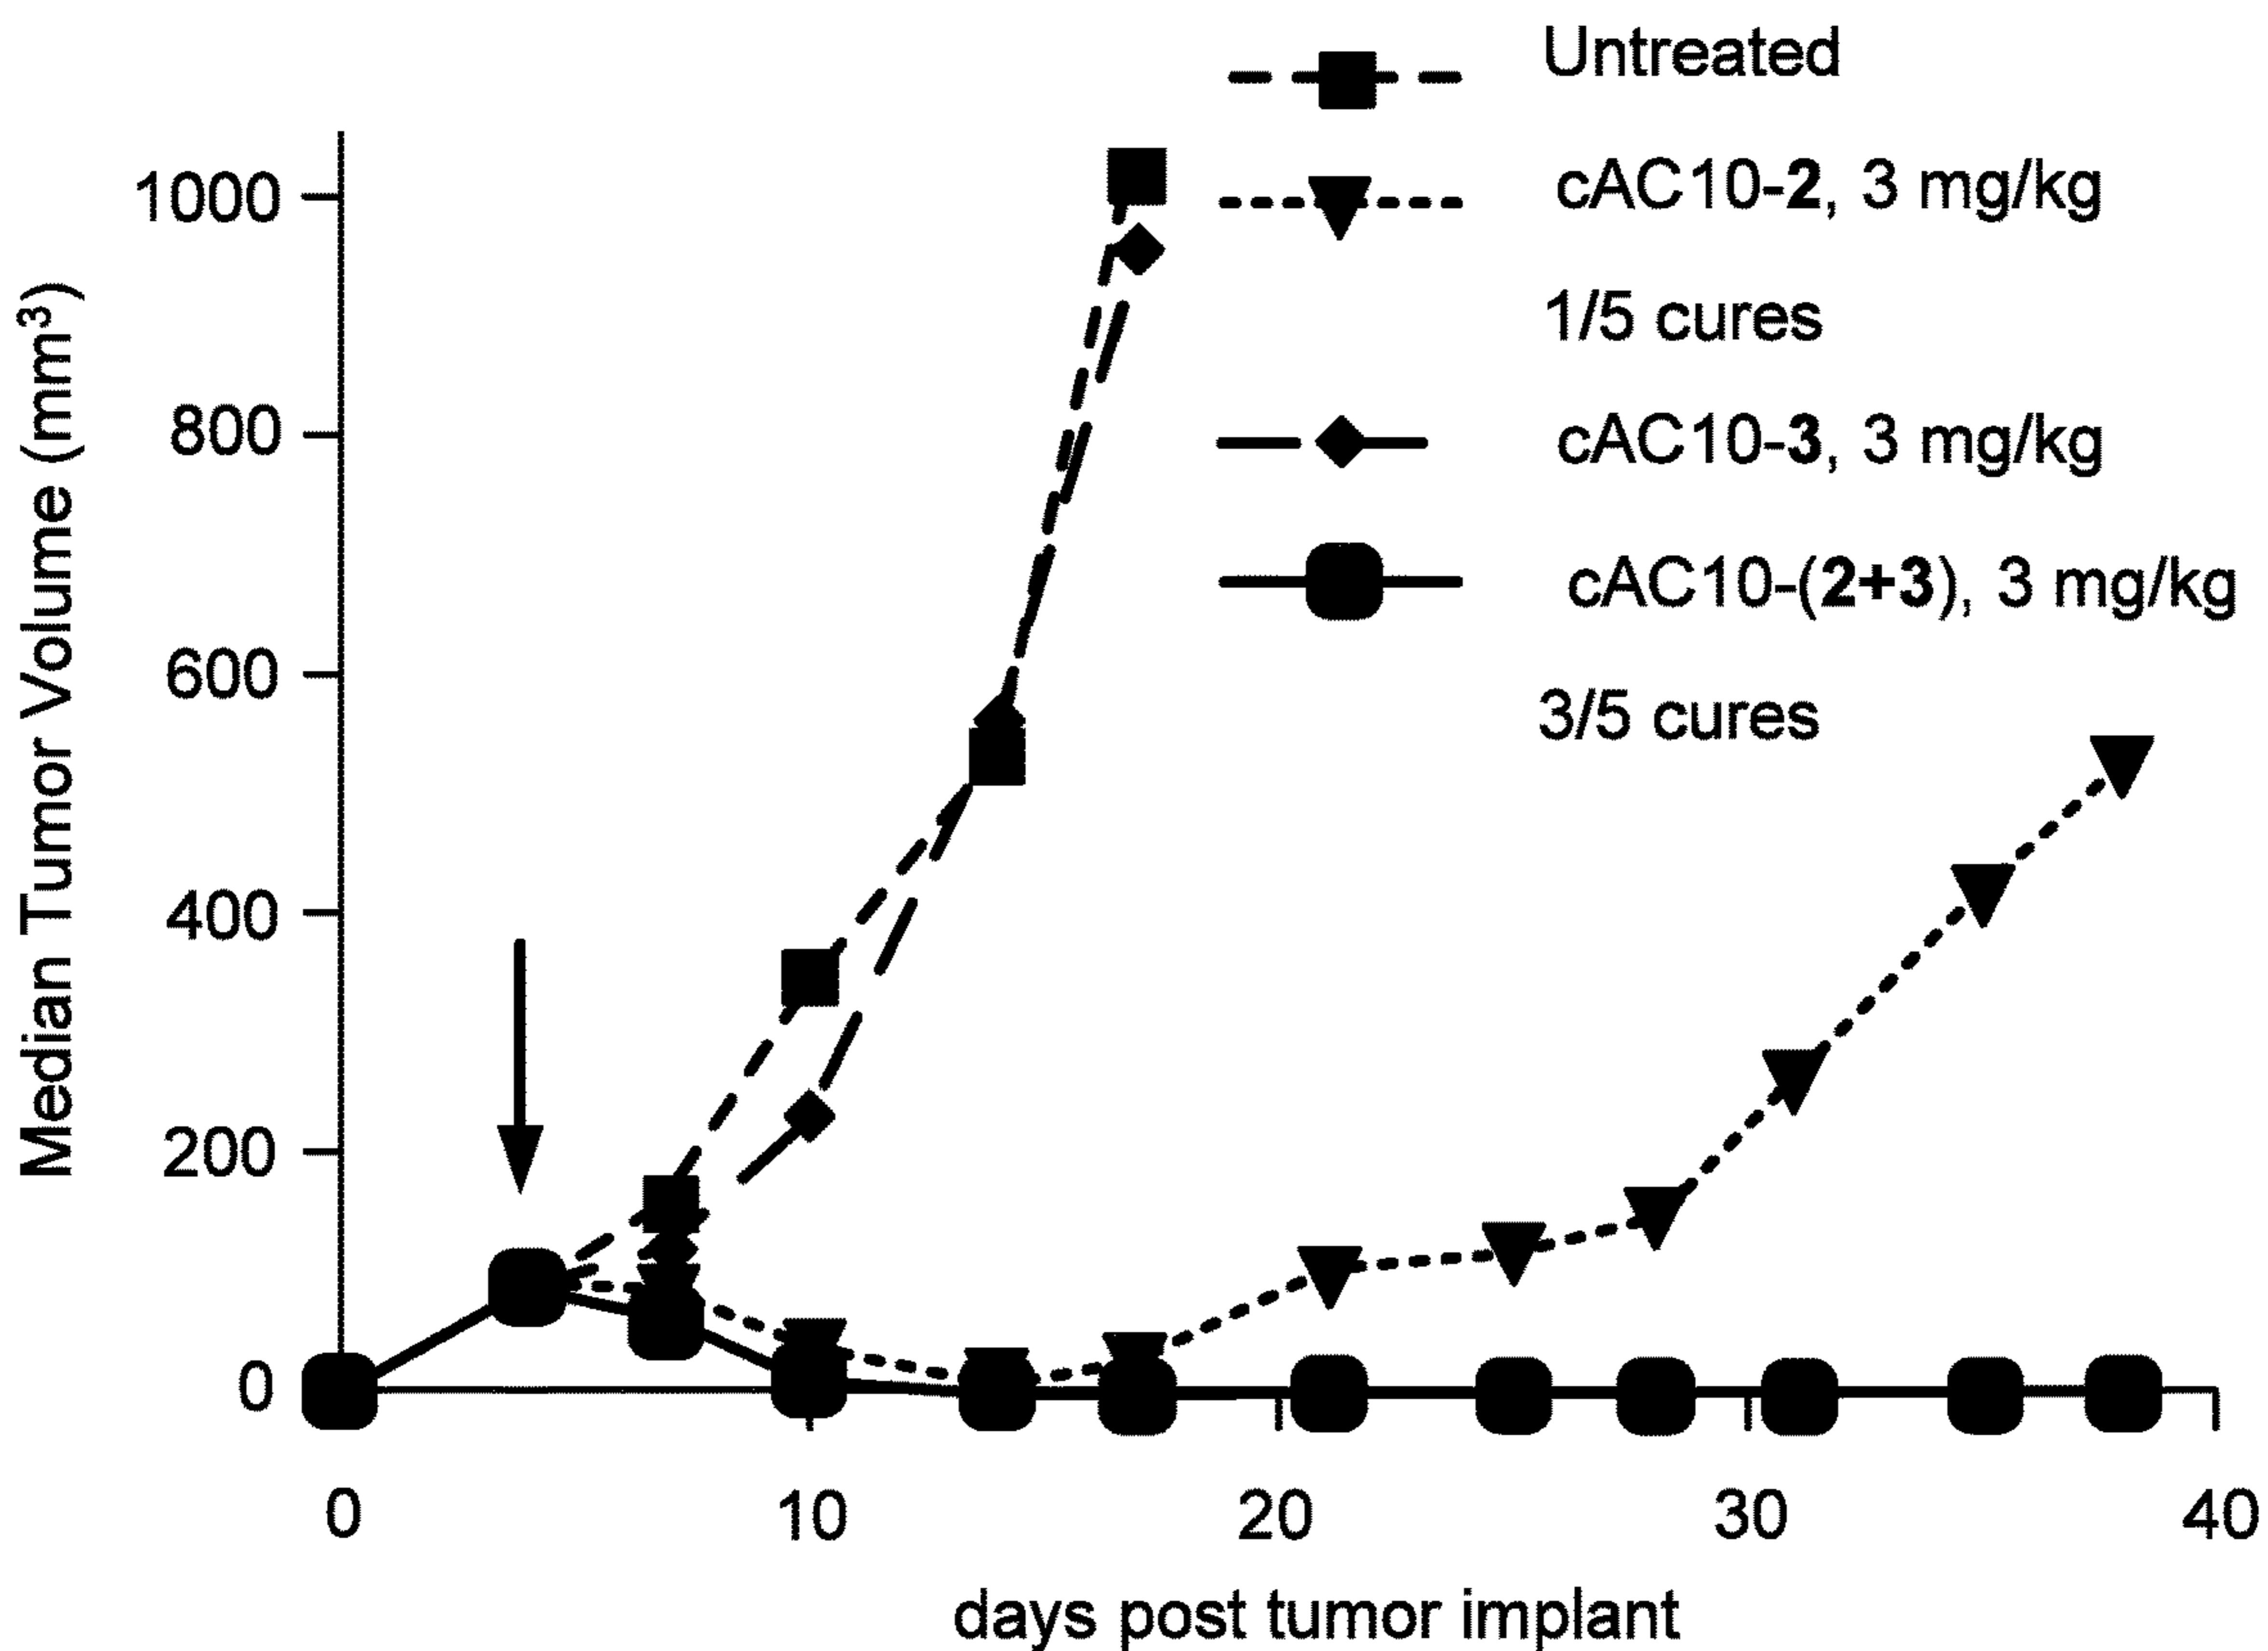 Untreated
cAC10-2, 3 mg/kg
1/5 cures
cAC10-3, 3 mg/kg
cAC10-(2+3), 3 mg/kg
3/5 cures
Median Tumor Volume (mm³)
1000
800
600
400
200
0
0
10
20
30
40
days post tumor implant